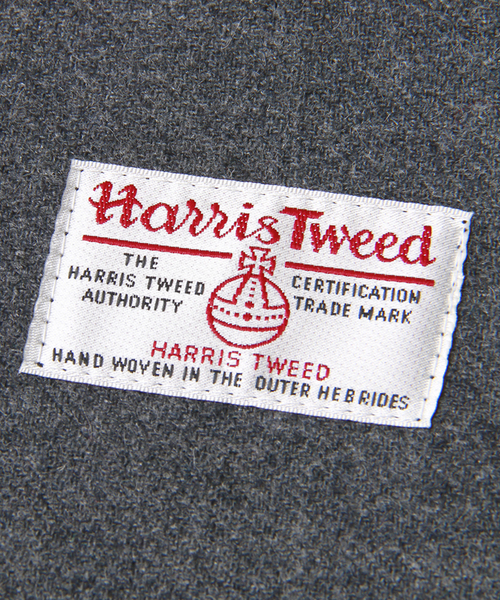 Harris Tweed
THE
HARRIS TWEED
AUTHORITY
CERTIFICATION
TRADE MARK
HARRIS TWEED
HAND WOVEN IN THE OUTER HEBRIDES